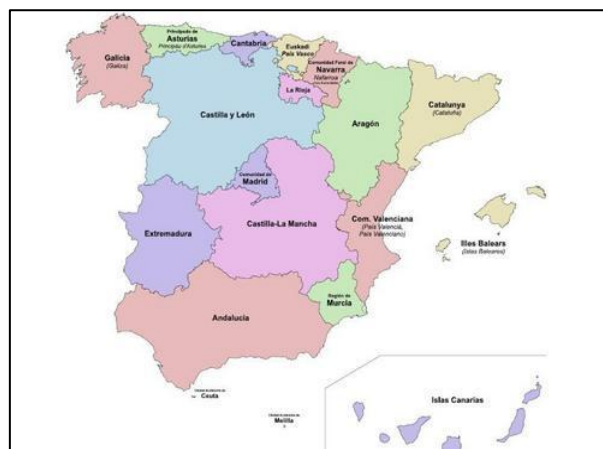 Principado de
Asturias
Principáu d'Asturies
Cantabria
Euskadi
País Vasco
Comunidad Foral de
Navarra
Nafarroa
Galicia
(Galiza)
La Rioja
Catalunya
(Cataluña)
Castilla y León
Aragón
Comunidad de
Madrid
Com. Valenciana
(País Valencià,
País Valenciano)
Castilla-La Mancha
Extremadura
Illes Balears
(Islas Baleares)
Región de
Murcia
Andalucía
Ceuta
Islas Canarias
Melilla